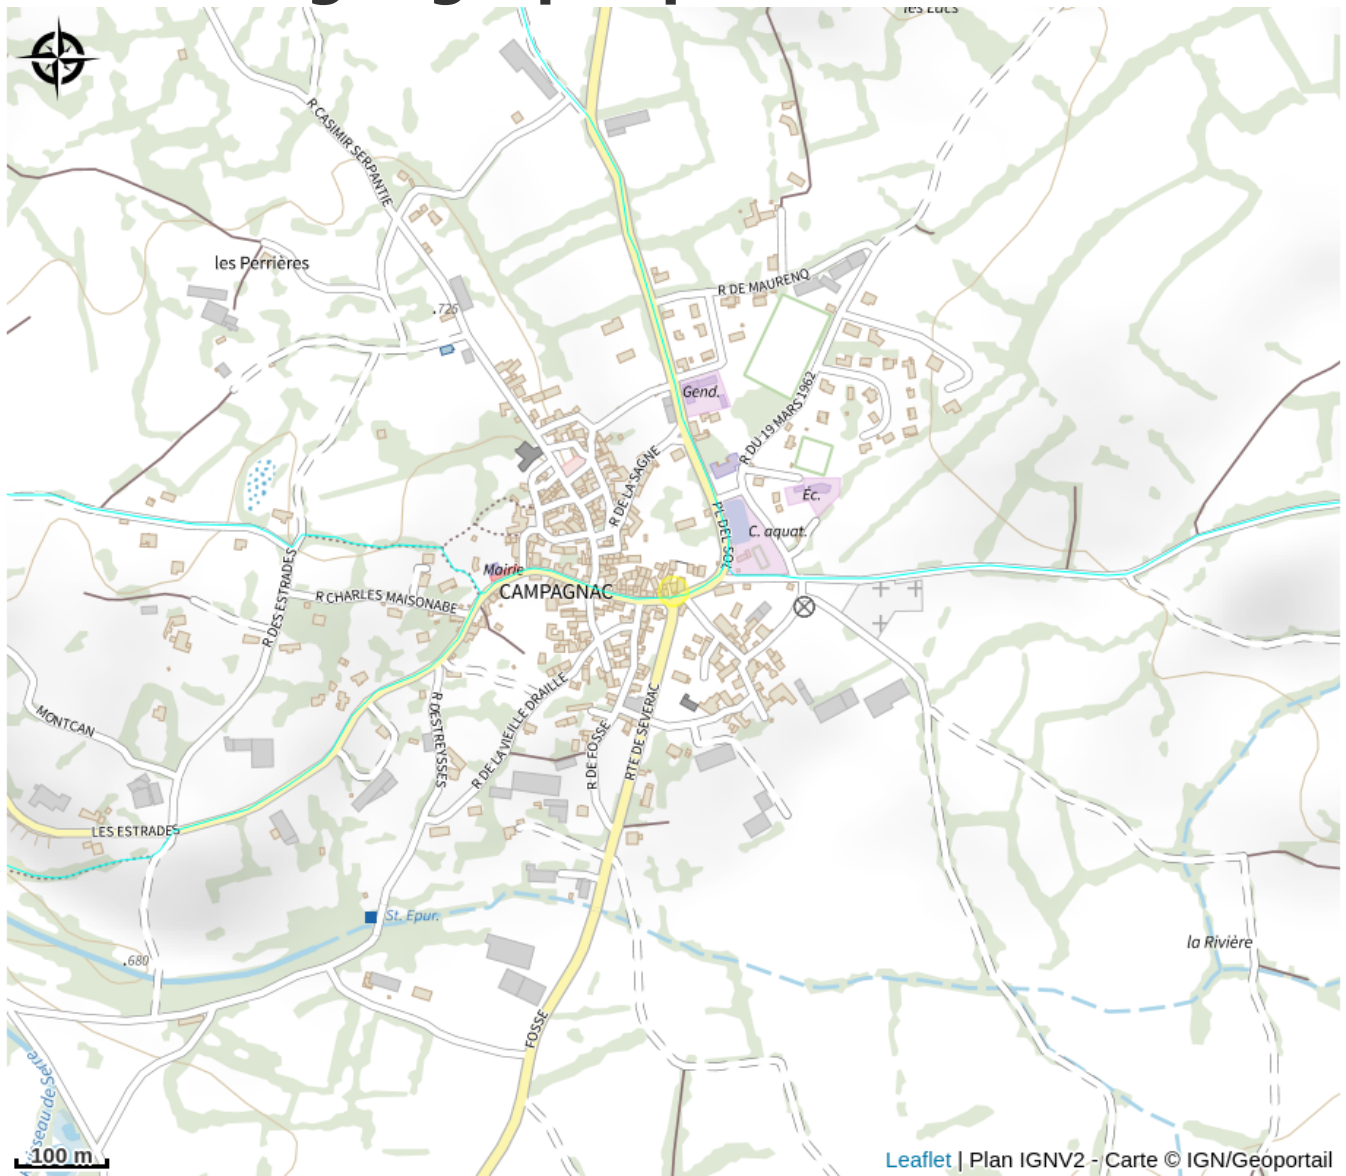 les Lacs
R CASIMIR SERPANTIE
les Perrières
R DE MAURENQ
.725
Gend.
R DU 19 MARS 1962
R DE LA SAGNE
Éc.
PL DEL SOL
C. aquat.
Mairie
CAMPAGNAC
R CHARLES MAISONABE
R DES ESTRADES
MONTCAN
R DESTREYSSES
R DE LA VIEILLE DRAILLE
R DE FOSSE
RTE DE SEVERAC
LES ESTRADES
St. Epur.
.680
la Rivière
FOSSE
Ruisseau de Serre
100 m
Leaflet | Plan IGNV2 - Carte © IGN/Geoportail